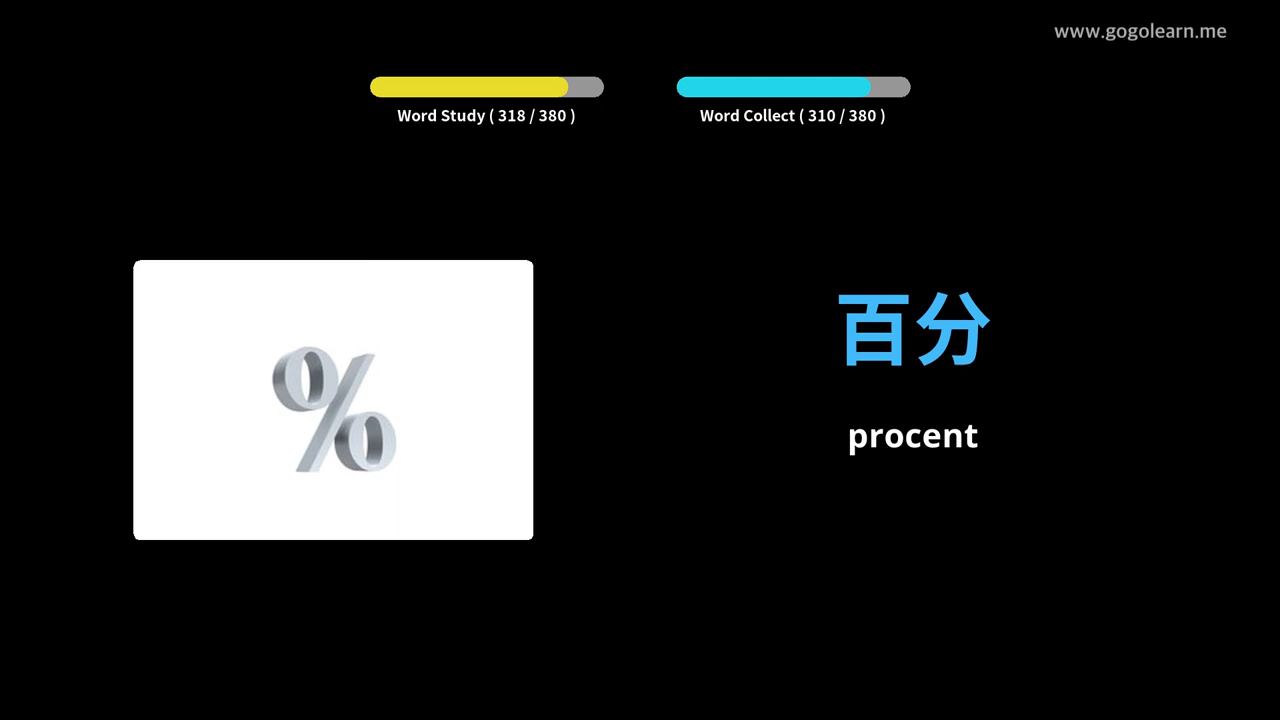 www.gogolearn.me
Word Study ( 318 / 380 )
Word Collect ( 310 / 380 )
%
百分
procent